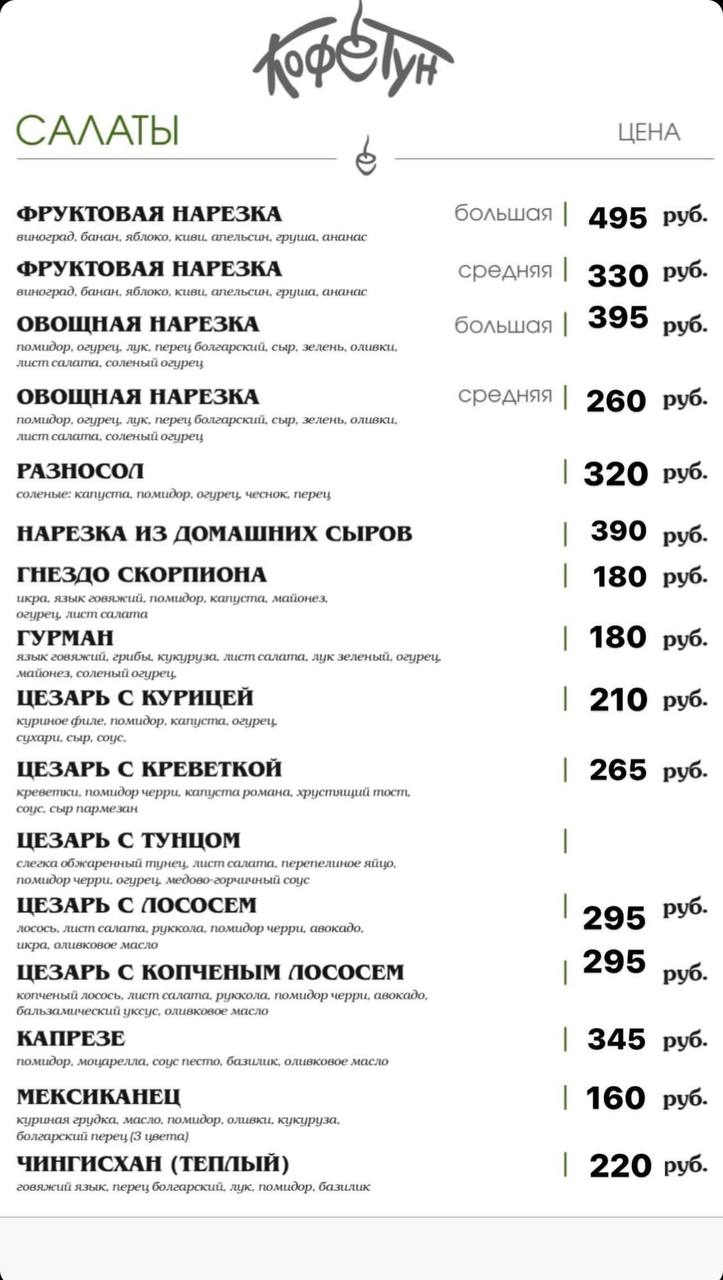 КофеТун
САЛАТЫ ЦЕНА
ФРУКТОВАЯ НАРЕЗКА большая | 495 руб.
виноград, банан, яблоко, киви, апельсин, груша, ананас
ФРУКТОВАЯ НАРЕЗКА средняя | 330 руб.
виноград, банан, яблоко, киви, апельсин, груша, ананас
ОВОЩНАЯ НАРЕЗКА большая | 395 руб.
помидор, огурец, лук, перец болгарский, сыр, зелень, оливки,
лист салата, соленый огурец
ОВОЩНАЯ НАРЕЗКА средняя | 260 руб.
помидор, огурец, лук, перец болгарский, сыр, зелень, оливки,
лист салата, соленый огурец
РАЗНОСОЛ | 320 руб.
соленые: капуста, помидор, огурец, чеснок, перец
НАРЕЗКА ИЗ ДОМАШНИХ СЫРОВ | 390 руб.
ГНЕЗДО СКОРПИОНА | 180 руб.
икра, язык говяжий, помидор, капуста, майонез,
огурец, лист салата
ГУРМАН | 180 руб.
язык говяжий, грибы, кукуруза, лист салата, лук зеленый, огурец,
майонез, соленый огурец,
ЦЕЗАРЬ С КУРИЦЕЙ | 210 руб.
куриное филе, помидор, капуста, огурец,
сухари, сыр, соус,
ЦЕЗАРЬ С КРЕВЕТКОЙ | 265 руб.
креветки, помидор черри, капуста романа, хрустящий тост,
соус, сыр пармезан
ЦЕЗАРЬ С ТУНЦОМ |
слегка обжаренный тунец, лист салата, перепелиное яйцо,
помидор черри, огурец, медово-горчичный соус
ЦЕЗАРЬ С ЛОСОСЕМ | 295 руб.
лосось, лист салата, руккола, помидор черри, авокадо,
икра, оливковое масло
ЦЕЗАРЬ С КОПЧЕНЫМ ЛОСОСЕМ | 295 руб.
копченый лосось, лист салата, руккола, помидор черри, авокадо,
бальзамический уксус, оливковое масло
КАПРЕЗЕ | 345 руб.
помидор, моцарелла, соус песто, базилик, оливковое масло
МЕКСИКАНЕЦ | 160 руб.
куриная грудка, масло, помидор, оливки, кукуруза,
болгарский перец (3 цвета)
ЧИНГИСХАН (ТЕПЛЫЙ) | 220 руб.
говяжий язык, перец болгарский, лук, помидор, базилик